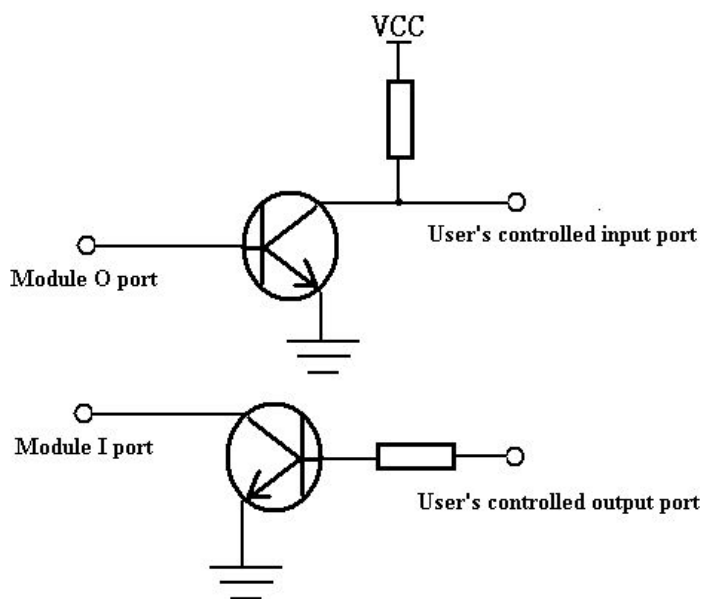 VCC
User's controlled input port
Module O port
Module I port
User's controlled output port